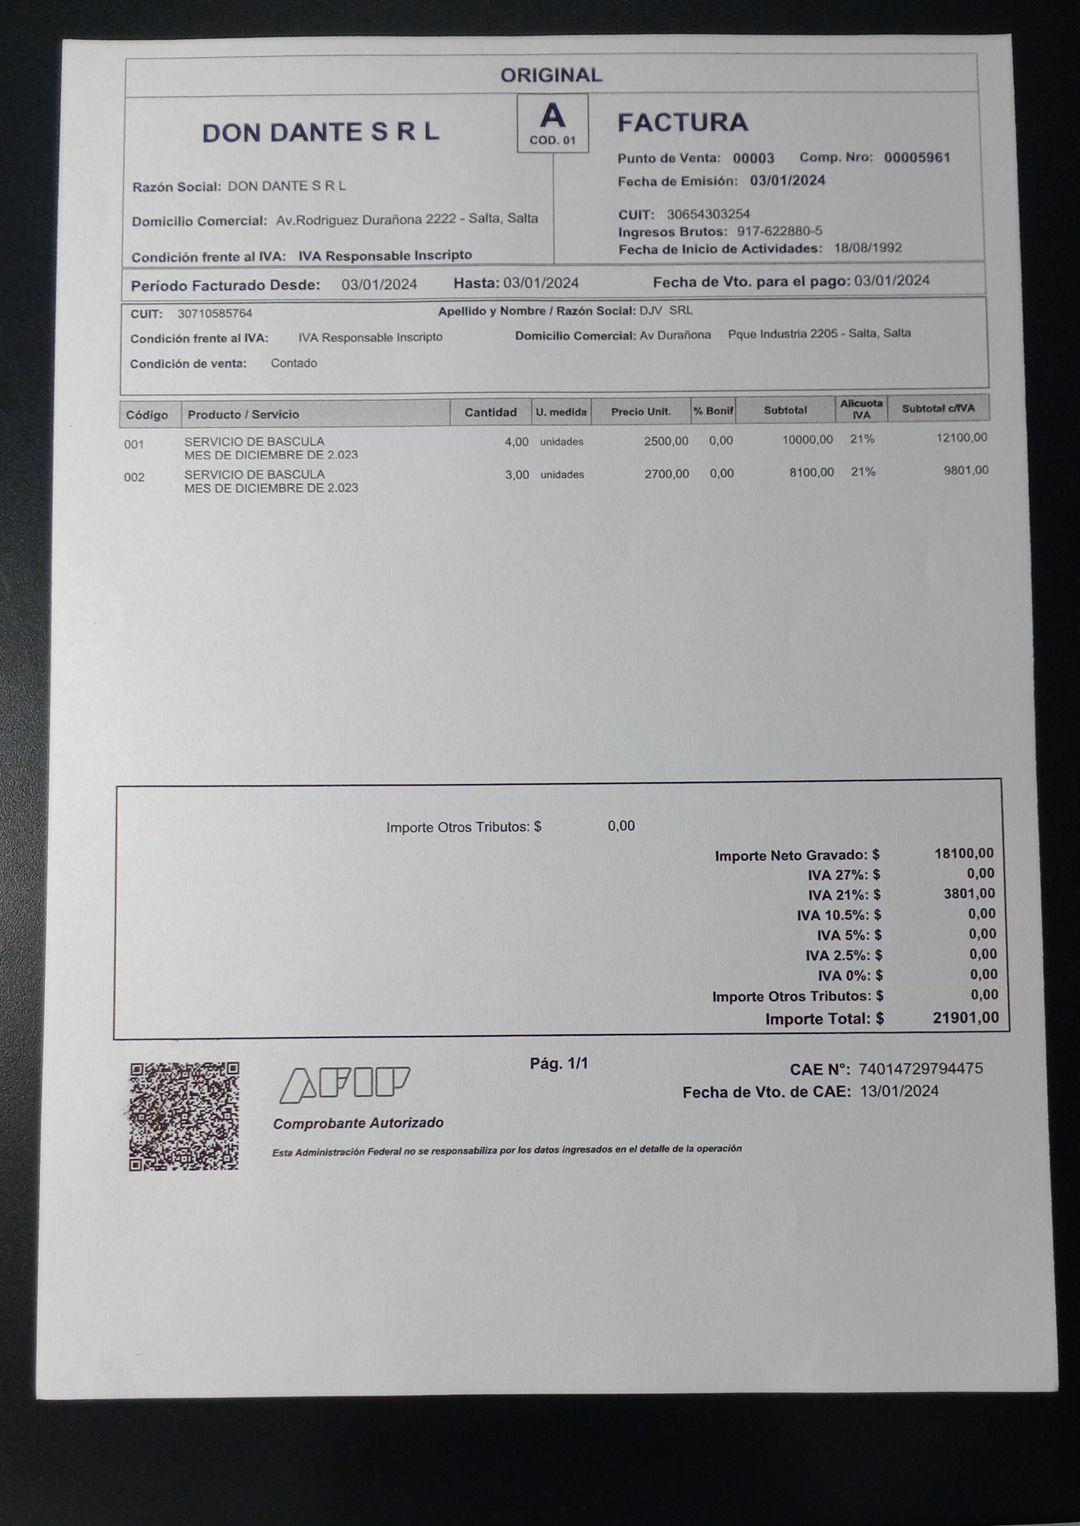 ORIGINAL
DON DANTE S R L
A
COD. 01
FACTURA
Punto de Venta: 00003 Comp. Nro: 00005961
Fecha de Emisión: 03/01/2024
Razón Social: DON DANTE S R L
Domicilio Comercial: Av.Rodriguez Durañona 2222 - Salta, Salta
Condición frente al IVA: IVA Responsable Inscripto
CUIT: 30654303254
Ingresos Brutos: 917-622880-5
Fecha de Inicio de Actividades: 18/08/1992
Período Facturado Desde: 03/01/2024 Hasta: 03/01/2024 Fecha de Vto. para el pago: 03/01/2024
CUIT: 30710585764 Apellido y Nombre / Razón Social: DJV SRL
Condición frente al IVA: IVA Responsable Inscripto Domicilio Comercial: Av Durañona Pque Industria 2205 - Salta, Salta
Condición de venta: Contado
Código Producto / Servicio Cantidad U. medida Precio Unit. % Bonif Subtotal Alicuota IVA Subtotal c/IVA
001 SERVICIO DE BASCULA 4,00 unidades 2500,00 0,00 10000,00 21% 12100,00
MES DE DICIEMBRE DE 2.023
002 SERVICIO DE BASCULA 3,00 unidades 2700,00 0,00 8100,00 21% 9801,00
MES DE DICIEMBRE DE 2.023
Importe Otros Tributos: $ 0,00
Importe Neto Gravado: $ 18100,00
IVA 27%: $ 0,00
IVA 21%: $ 3801,00
IVA 10.5%: $ 0,00
IVA 5%: $ 0,00
IVA 2.5%: $ 0,00
IVA 0%: $ 0,00
Importe Otros Tributos: $ 0,00
Importe Total: $ 21901,00
AFIP
Comprobante Autorizado
Esta Administración Federal no se responsabiliza por los datos ingresados en el detalle de la operación
Pág. 1/1
CAE N°: 74014729794475
Fecha de Vto. de CAE: 13/01/2024